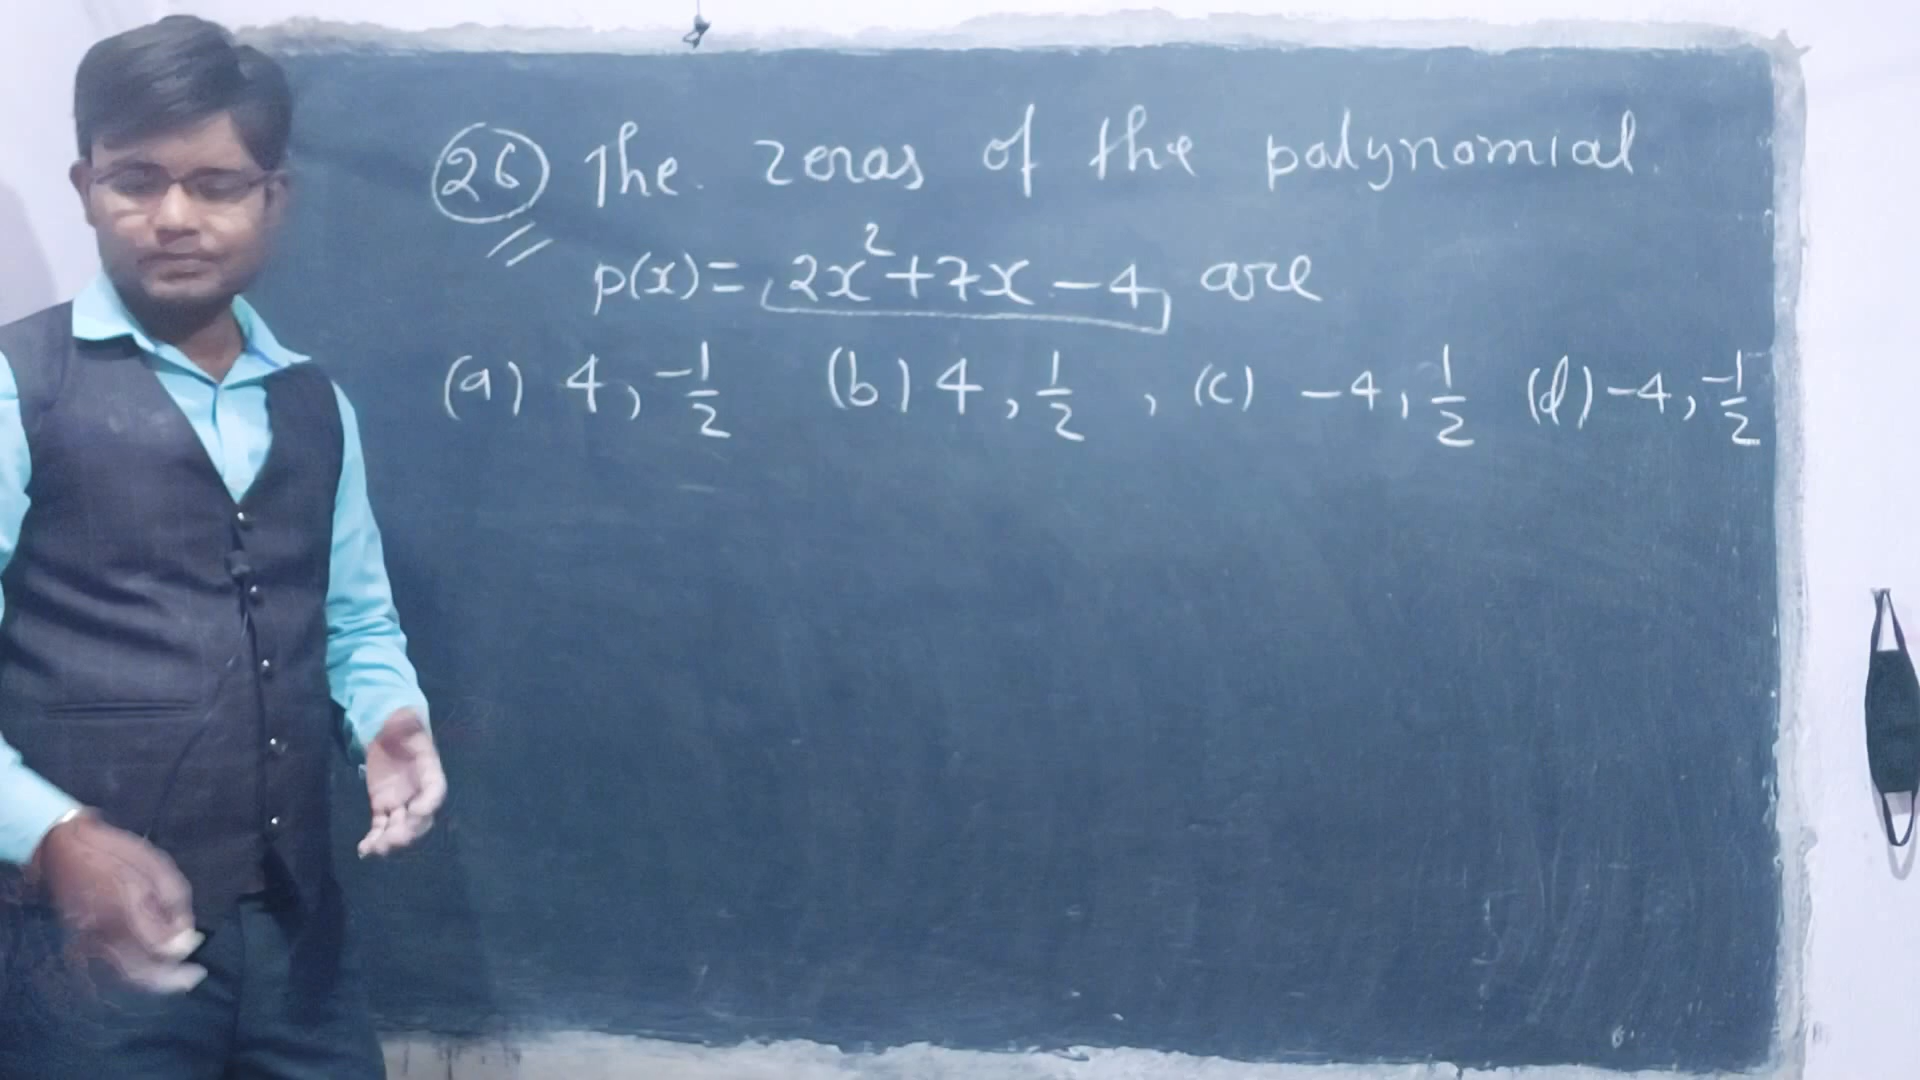 26 The zeros of the polynomial
p(x) = 2x²+7x-4 are
(a) 4, -1/2 (b) 4, 1/2 , (c) -4, 1/2 (d) -4, -1/2